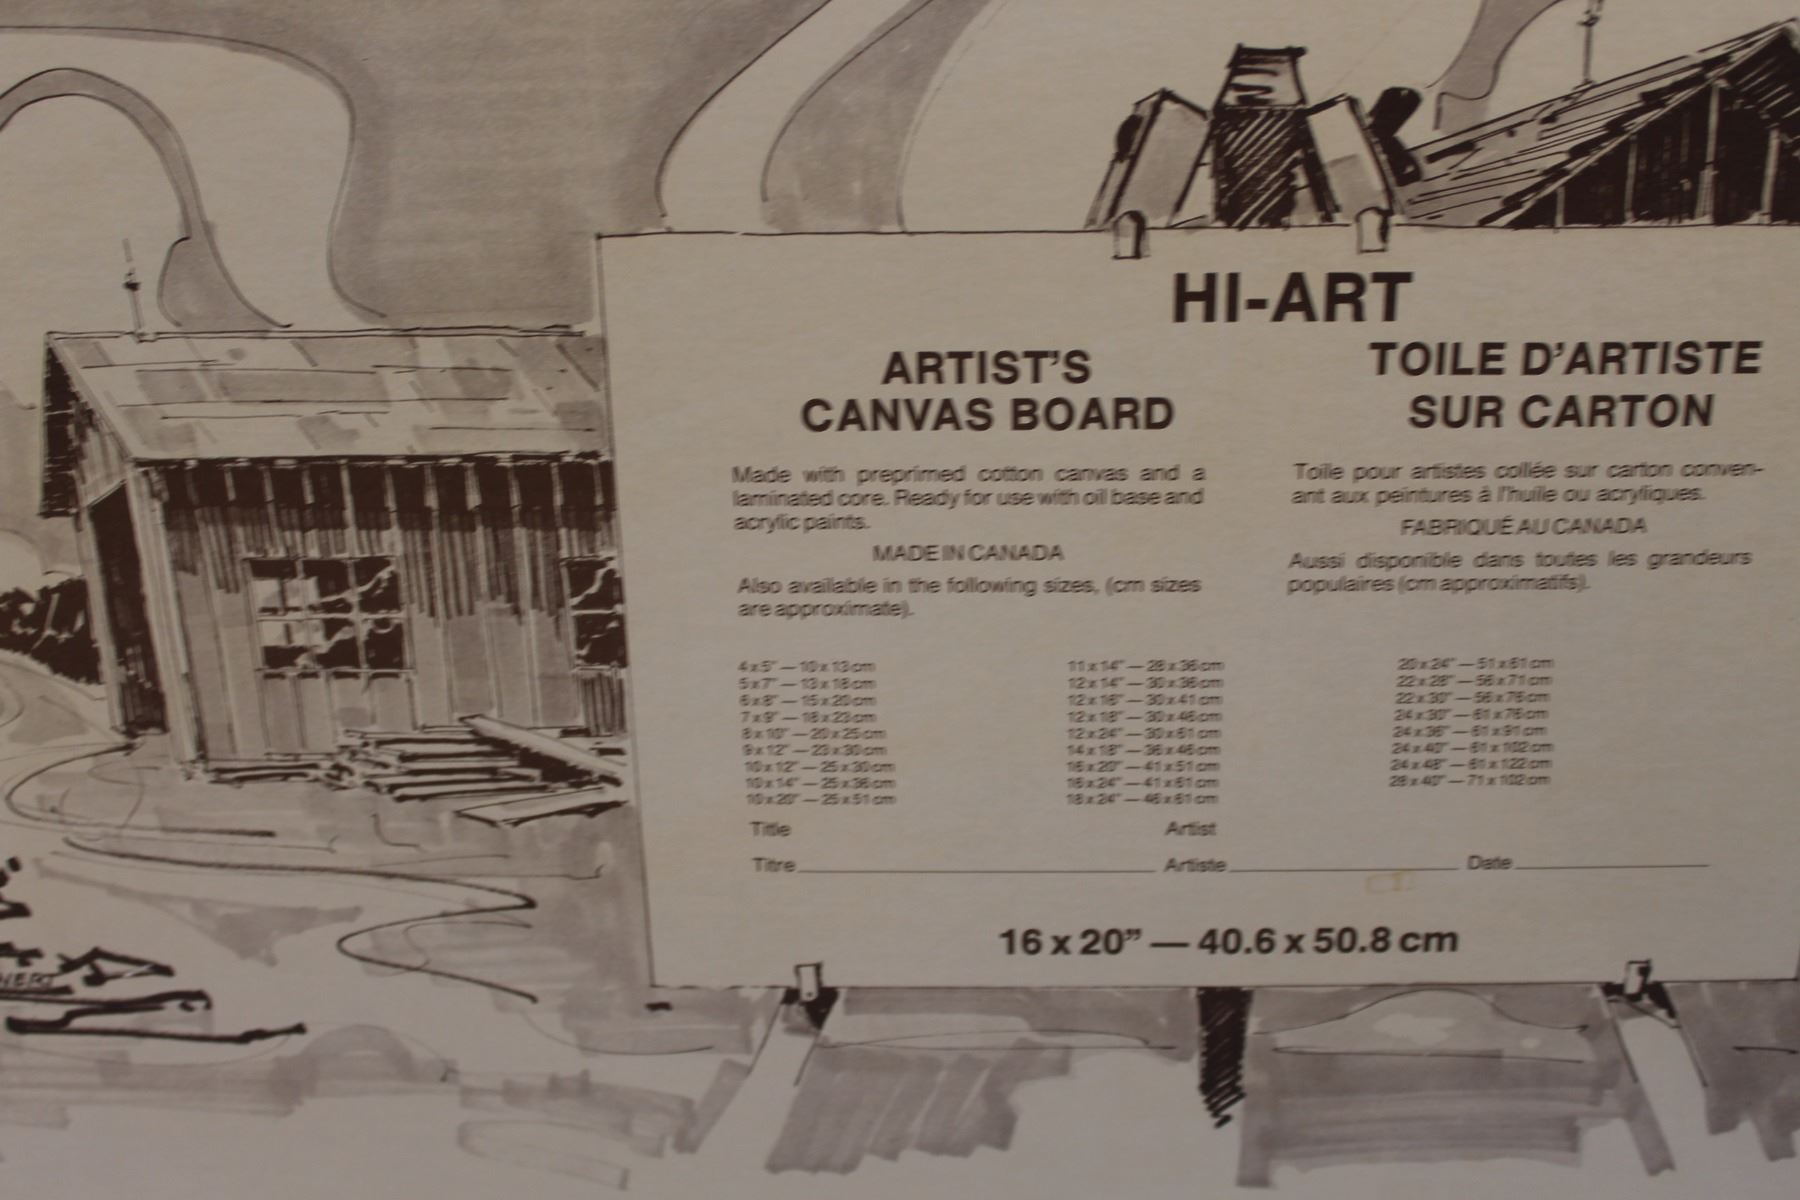 HI-ART
ARTIST'S
CANVAS BOARD
Made with preprimed cotton canvas and a
laminated core. Ready for use with oil base and
acrylic paints.
MADE IN CANADA
Also available in the following sizes, (cm sizes
are approximate).
TOILE D'ARTISTE
SUR CARTON
Toile pour artistes collée sur carton conven-
ant aux peintures à l'huile ou acryliques.
FABRIQUÉ AU CANADA
Aussi disponible dans toutes les grandeurs
populaires (cm approximatifs).
4 x 5" — 10 x 13 cm
5 x 7" — 13 x 18 cm
6 x 8" — 15 x 20 cm
7 x 9" — 18 x 23 cm
8 x 10" — 20 x 25 cm
9 x 12" — 23 x 30 cm
10 x 12" — 25 x 30 cm
10 x 14" — 25 x 36 cm
10 x 20" — 25 x 51 cm
11 x 14" — 28 x 36 cm
12 x 14" — 30 x 36 cm
12 x 16" — 30 x 41 cm
12 x 18" — 30 x 46 cm
12 x 24" — 30 x 61 cm
14 x 18" — 36 x 46 cm
16 x 20" — 41 x 51 cm
16 x 24" — 41 x 61 cm
18 x 24" — 46 x 61 cm
20 x 24" — 51 x 61 cm
22 x 28" — 56 x 71 cm
22 x 30" — 56 x 76 cm
24 x 30" — 61 x 76 cm
24 x 36" — 61 x 91 cm
24 x 40" — 61 x 102 cm
24 x 48" — 61 x 122 cm
28 x 40" — 71 x 102 cm
Title Artist
Titre Artiste Date
16 x 20" — 40.6 x 50.8 cm